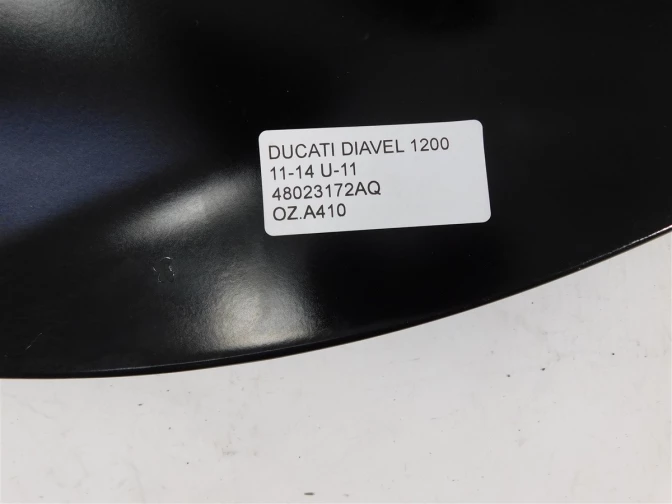 DUCATI DIAVEL 1200
11-14 U-11
48023172AQ
OZ.A410